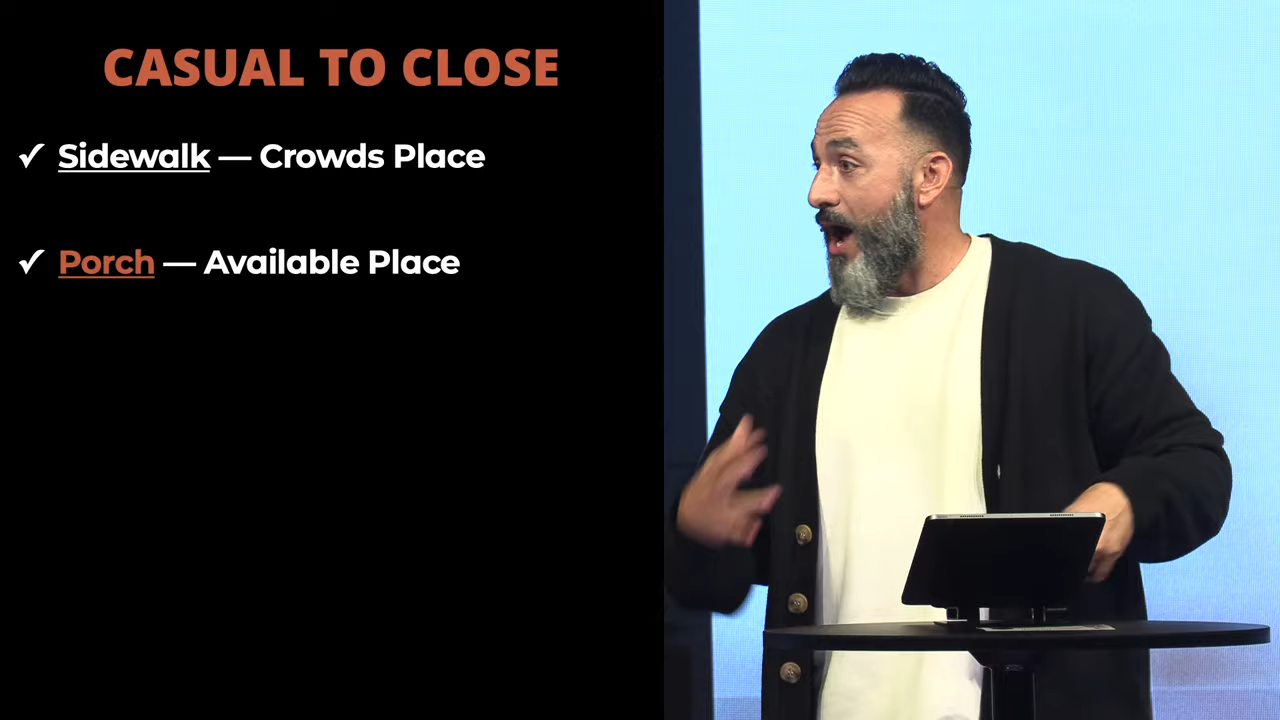 CASUAL TO CLOSE
✓ Sidewalk — Crowds Place
✓ Porch — Available Place